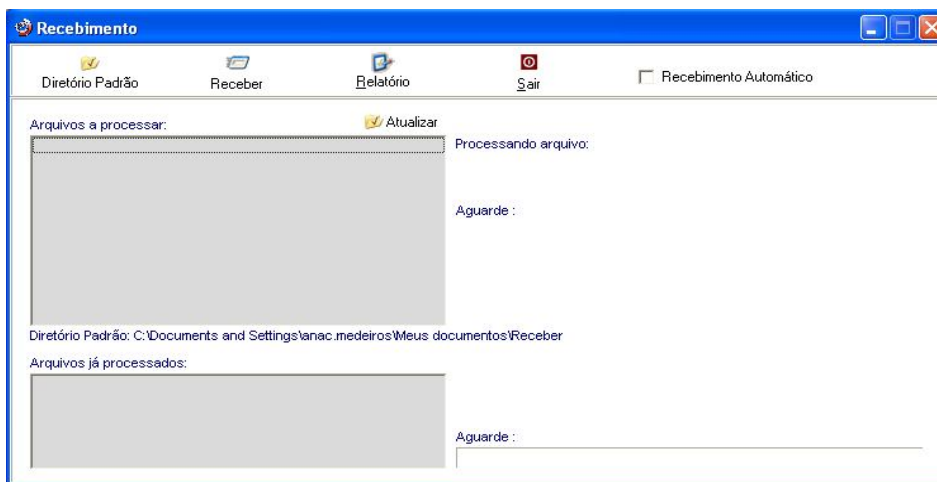 Recebimento
Diretório Padrão
Receber
Relatório
Sair
Recebimento Automático
Arquivos a processar:
Atualizar
Processando arquivo:
Aguarde :
Diretório Padrão: C:\Documents and Settings\anac.medeiros\Meus documentos\Receber
Arquivos já processados:
Aguarde :